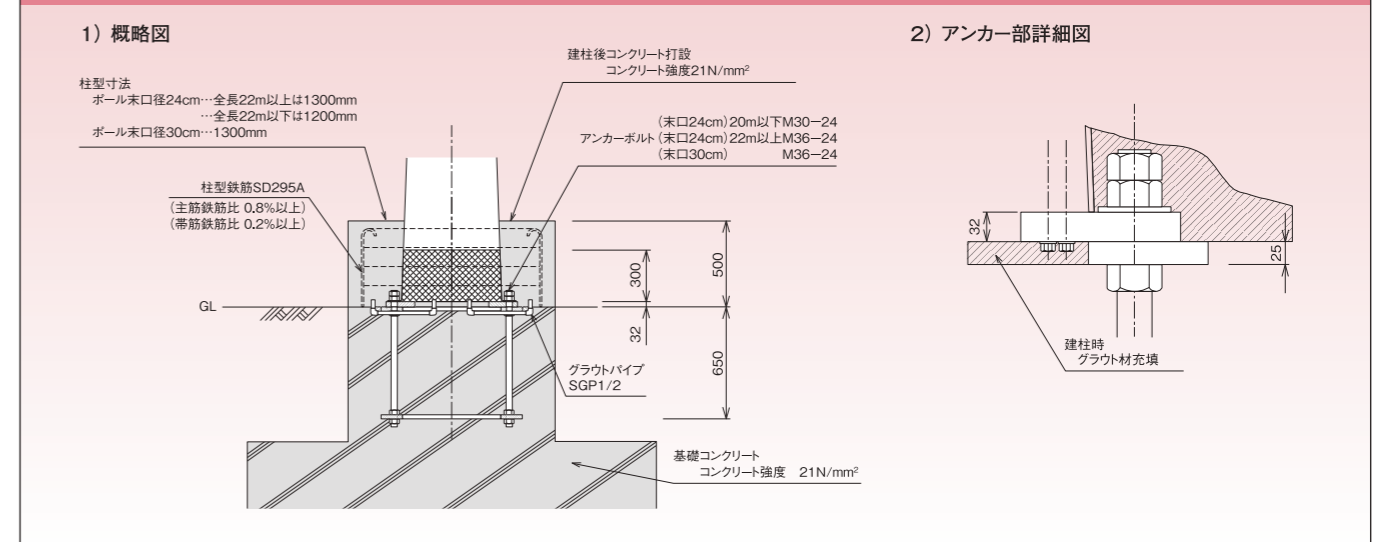 1) 概略図
柱型寸法
ポール末口径24cm…全長22m以上は1300mm
…全長22m以下は1200mm
ポール末口径30cm…1300mm
建柱後コンクリート打設
コンクリート強度21N/mm²
(末口24cm)20m以下M30−24
アンカーボルト(末口24cm)22m以上M36−24
(末口30cm) M36−24
柱型鉄筋SD295A
(主筋鉄筋比 0.8%以上)
(帯筋鉄筋比 0.2%以上)
300
500
GL
32
650
グラウトパイプ
SGP1/2
基礎コンクリート
コンクリート強度 21N/mm²
2) アンカー部詳細図
32
25
建柱時
グラウト材充填